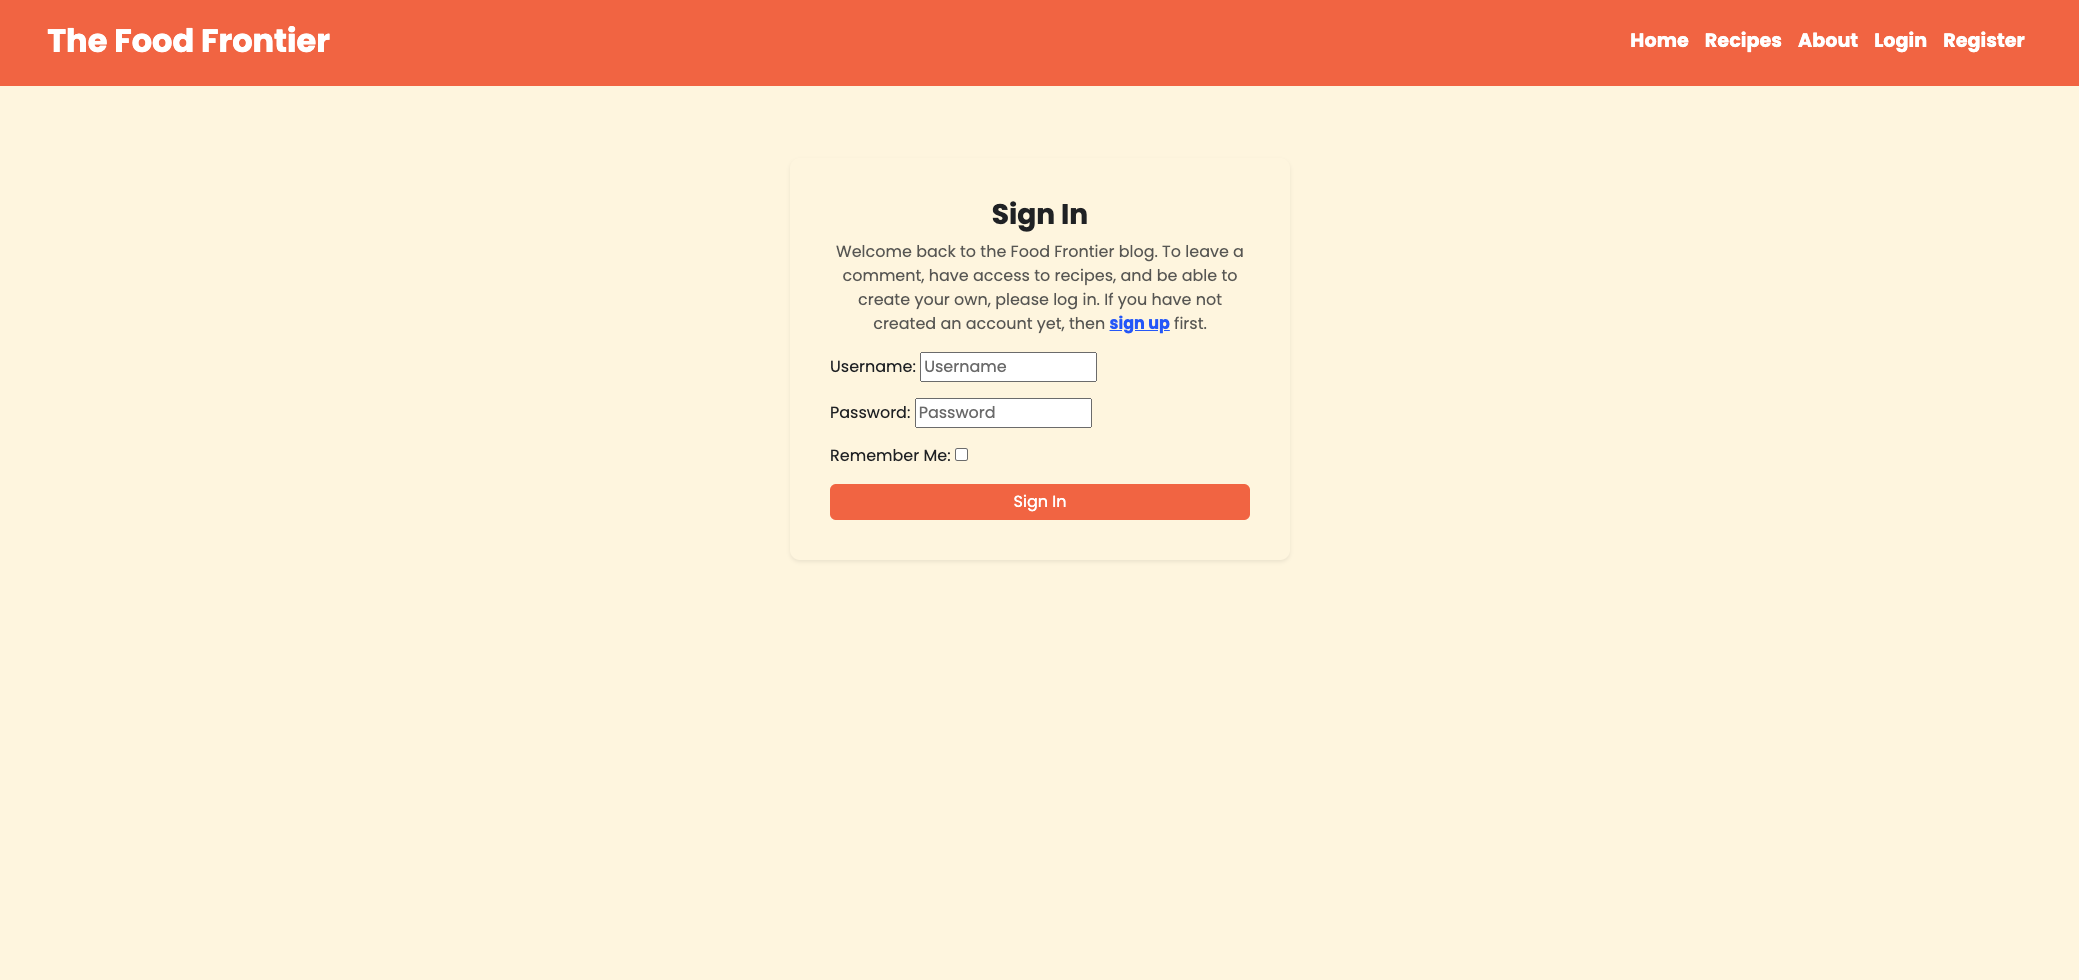 The Food Frontier
Home Recipes About Login Register
Sign In
Welcome back to the Food Frontier blog. To leave a
comment, have access to recipes, and be able to
create your own, please log in. If you have not
created an account yet, then sign up first.
Username: Username
Password: Password
Remember Me:
Sign In